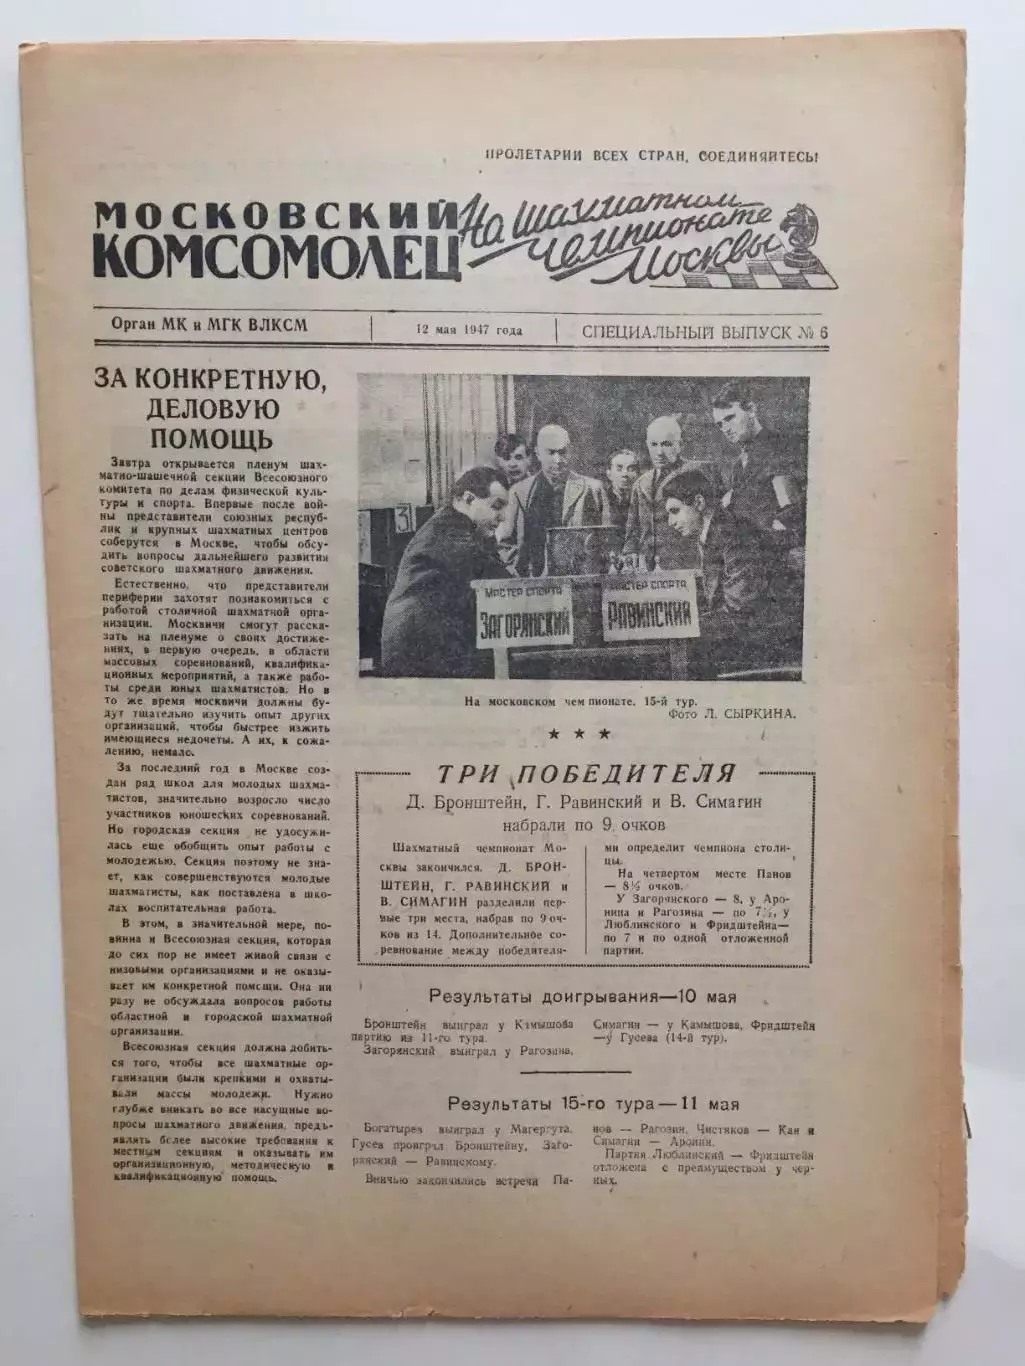 ПРОЛЕТАРИИ ВСЕХ СТРАН, СОЕДИНЯЙТЕСЬ!
МОСКОВСКИЙ
КОМСОМОЛЕЦ
На шахматном
чемпионате
Москвы
Орган МК и МГК ВЛКСМ
12 мая 1947 года
СПЕЦИАЛЬНЫЙ ВЫПУСК № 6
ЗА КОНКРЕТНУЮ,
ДЕЛОВУЮ
ПОМОЩЬ
Завтра открывается пленум шах-
матно-шашечной секции Всесоюзного
комитета по делам физической куль-
туры и спорта. Впервые после вой-
ны представители союзных респуб-
лик и крупных шахматных центров
соберутся в Москве, чтобы обсу-
дить вопросы дальнейшего развития
советского шахматного движения.
Естественно, что представители
периферии захотят познакомиться с
работой столичной шахматной орга-
низации. Москвичи смогут расска-
зать на пленуме о своих достиже-
ниях, в первую очередь, в области
массовых соревнований, квалифика-
ционных мероприятий, а также рабо-
ты среди юных шахматистов. Но в
то же время москвичи должны бу-
дут тщательно изучить опыт других
организаций, чтобы быстрее изжить
имеющиеся недочеты. А их, к сожа-
лению, немало.
За последний год в Москве соз-
дан ряд школ для молодых шахма-
тистов, значительно возросло число
участников юношеских соревнований.
Но городская секция не удосужи-
лась еще обобщить опыт работы с
молодежью. Секция поэтому не зна-
ет, как совершенствуются молодые
шахматисты, как поставлена в шко-
лах воспитательная работа.
В этом, в значительной мере, по-
винна и Всесоюзная секция, которая
до сих пор не имеет живой связи с
низовыми организациями и не оказы-
вает им конкретной помощи. Она ни
разу не обсуждала вопросов работы
областной и городской шахматной
организации.
Всесоюзная секция должна добить-
ся того, чтобы все шахматные ор-
ганизации были крепкими и охваты-
вали массы молодежи. Нужно
глубже вникать во все насущные во-
просы шахматного движения, предъ-
являть более высокие требования к
местным секциям и оказывать им
организационную, методическую и
квалификационную помощь.
3
МАСТЕР СПОРТА
ЗАГОРЯНСКИЙ
МАСТЕР СПОРТА
РАВИНСКИЙ
На московском чемпионате. 15-й тур.
Фото Л. СЫРКИНА.
★ ★ ★
ТРИ ПОБЕДИТЕЛЯ
Д. Бронштейн, Г. Равинский и В. Симагин
набрали по 9 очков
Шахматный чемпионат Мо-
сквы закончился. Д. БРОН-
ШТЕЙН, Г. РАВИНСКИЙ и
В. СИМАГИН разделили пер-
вые три места, набрав по 9 оч-
ков из 14. Дополнительное со-
ревнование между победителя-
ми определит чемпиона столи-
цы.
На четвертом месте Панов
— 8½ очков.
У Загорянского — 8, у Аро-
нина и Рагозина — по 7½, у
Люблинского и Фридштейна—
по 7 и по одной отложенной
партии.
Результаты доигрывания—10 мая
Бронштейн выиграл у Камышова
партию из 11-го тура.
Загорянский выиграл у Рагозина,
Симагин — у Камышова, Фридштейн
—у Гусева (14-й тур).
Результаты 15-го тура — 11 мая
Богатырев выиграл у Магергута,
Гусев проиграл Бронштейну, Заго-
рянский — Равинскому.
Вничью закончились встречи Па-
нов — Рагозин, Чистяков — Кан и
Симагин — Аронин.
Партия Люблинский — Фридштейн
отложена с преимуществом у чер-
ных.